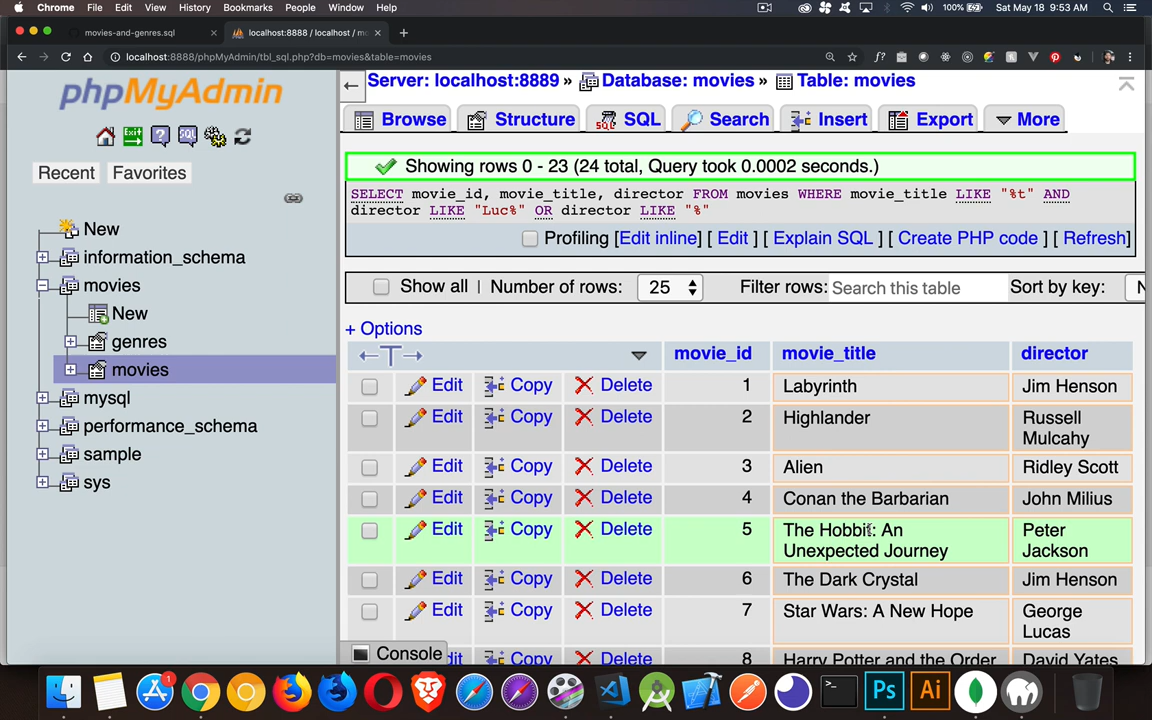 Chrome File Edit View History Bookmarks People Window Help 100% Sat May 18 9:53 AM
movies-and-genres.sql × localhost:8888 / localhost / mo × +
localhost:8888/phpMyAdmin/tbl_sql.php?db=movies&table=movies
phpMyAdmin
Recent Favorites
New
information_schema
movies
New
genres
movies
mysql
performance_schema
sample
sys
Server: localhost:8889 » Database: movies » Table: movies
Browse Structure SQL Search Insert Export More
Showing rows 0 - 23 (24 total, Query took 0.0002 seconds.)
SELECT movie_id, movie_title, director FROM movies WHERE movie_title LIKE "%t" AND
director LIKE "Luc%" OR director LIKE "%"
Profiling [Edit inline] [ Edit ] [ Explain SQL ] [ Create PHP code ] [ Refresh]
Show all | Number of rows: 25 Filter rows: Search this table Sort by key: N
+ Options
movie_id movie_title director
Edit Copy Delete 1 Labyrinth Jim Henson
Edit Copy Delete 2 Highlander Russell
Mulcahy
Edit Copy Delete 3 Alien Ridley Scott
Edit Copy Delete 4 Conan the Barbarian John Milius
Edit Copy Delete 5 The Hobbit: An Peter
Unexpected Journey Jackson
Edit Copy Delete 6 The Dark Crystal Jim Henson
Edit Copy Delete 7 Star Wars: A New Hope George
Lucas
Console
Edit Copy Delete 8 Harry Potter and the Order David Yates
1
Ps Ai